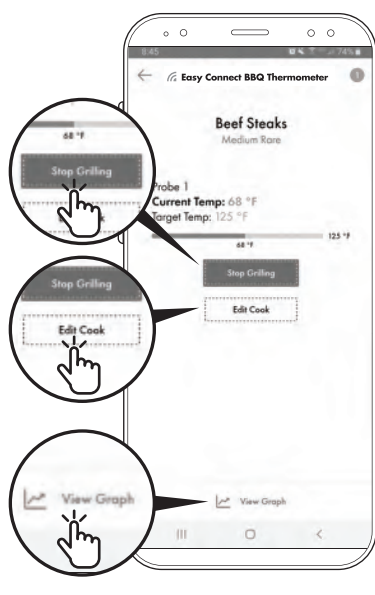 8:45
74%
Easy Connect BBQ Thermometer
1
Beef Steaks
Medium Rare
Probe 1
Current Temp: 68 °F
Target Temp: 125 °F
125 °F
68 °F
Stop Grilling
Edit Cook
View Graph
68 °F
Stop Grilling
Stop Grilling
Edit Cook
View Graph